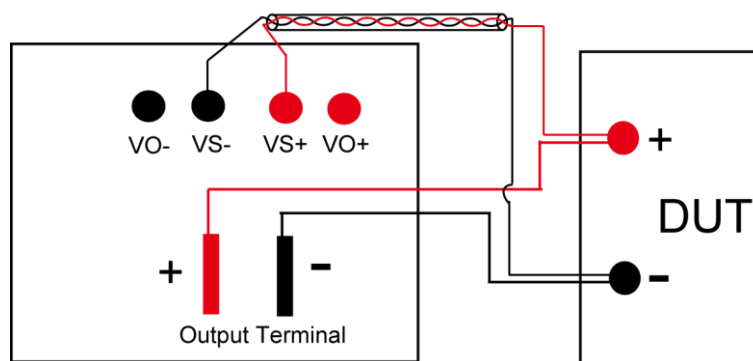 VO- VS- VS+ VO+
+
DUT
+ -
-
Output Terminal